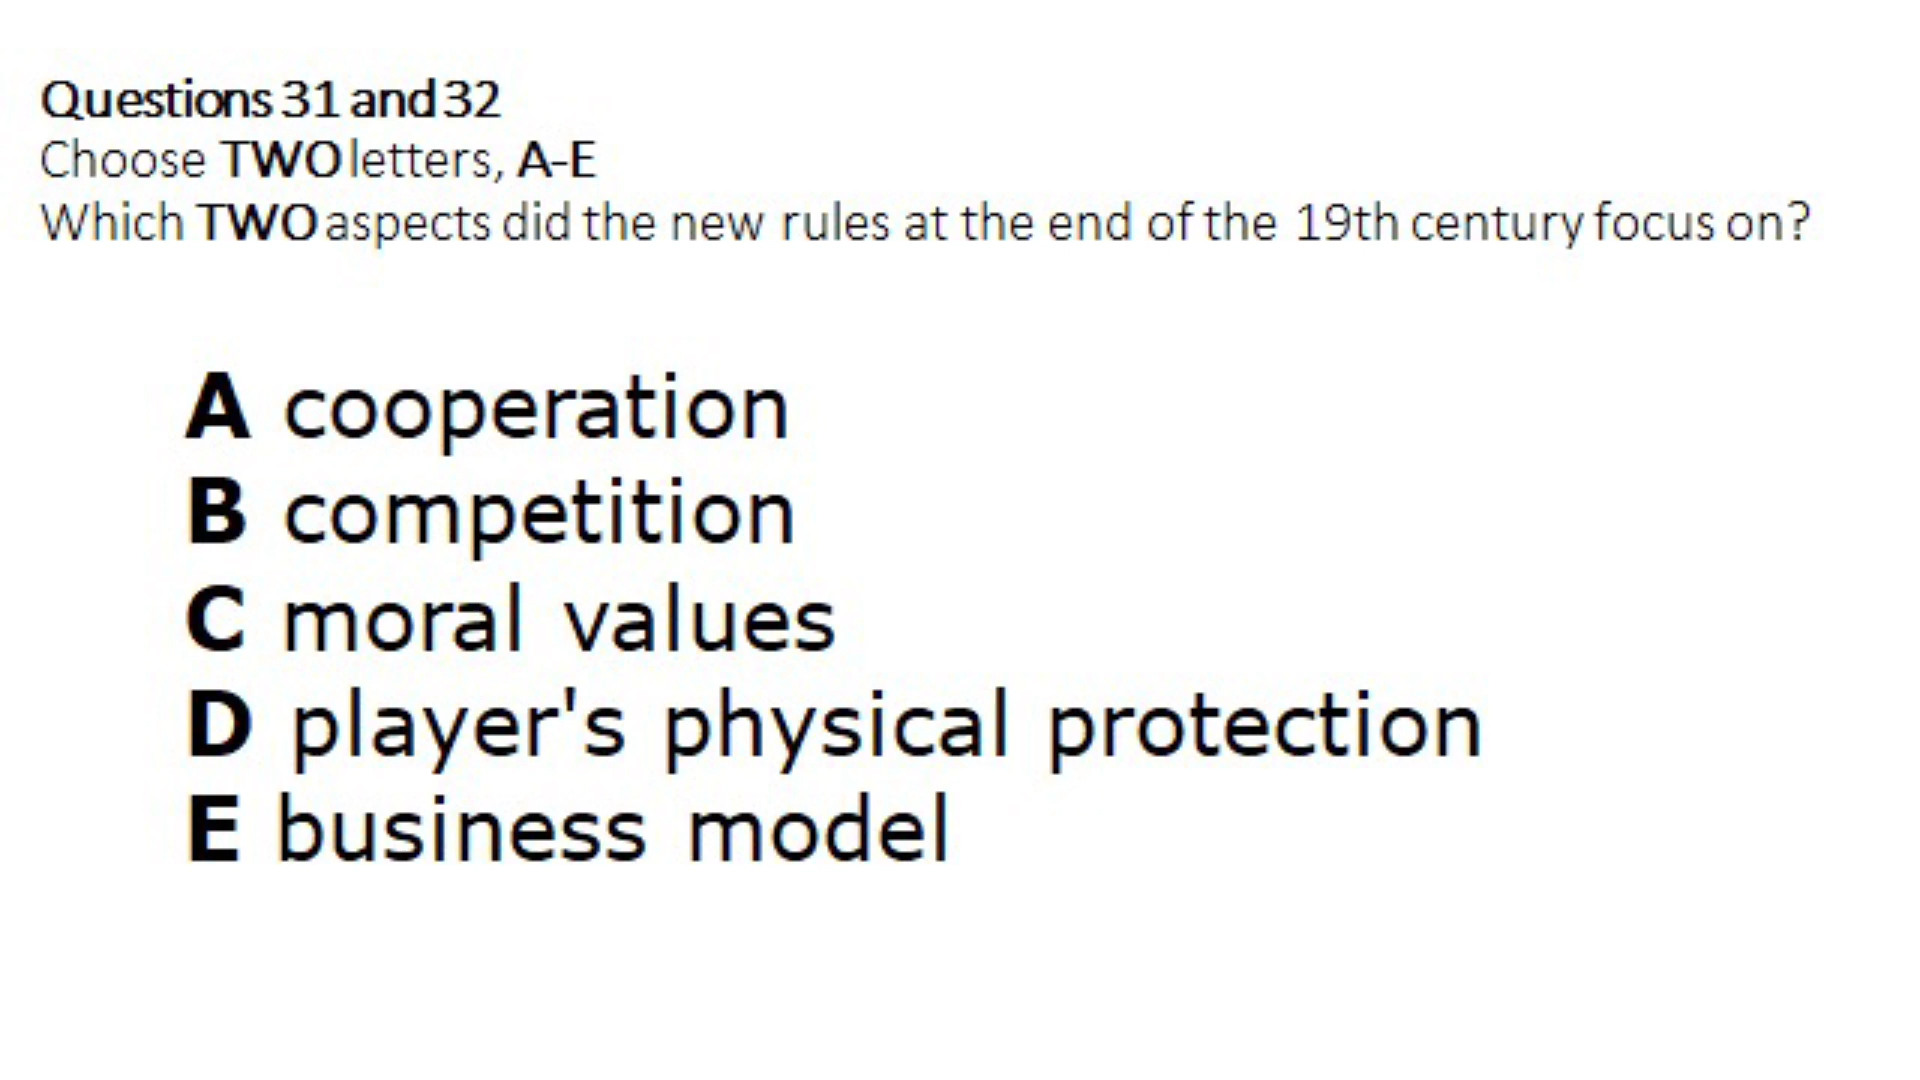 Questions 31 and 32
Choose TWO letters, A-E
Which TWO aspects did the new rules at the end of the 19th century focus on?
A cooperation
B competition
C moral values
D player's physical protection
E business model